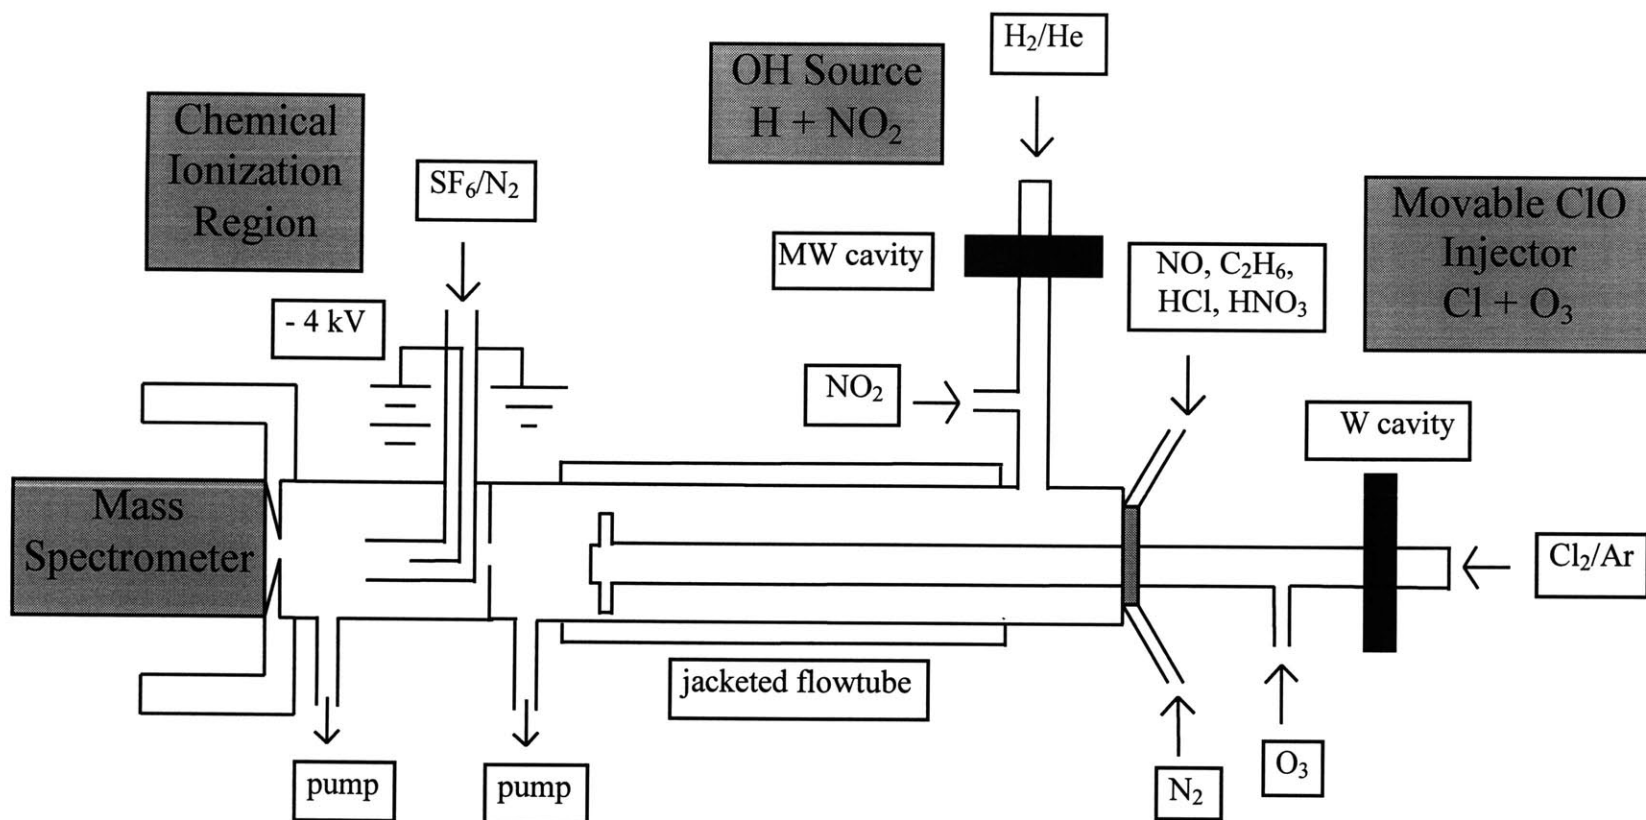 H₂/He
OH Source
H + NO₂
Chemical
Ionization
Region
SF₆/N₂
Movable ClO
Injector
Cl + O₃
MW cavity
NO, C₂H₆,
HCl, HNO₃
- 4 kV
NO₂
W cavity
Mass
Spectrometer
Cl₂/Ar
jacketed flowtube
pump
pump
N₂
O₃